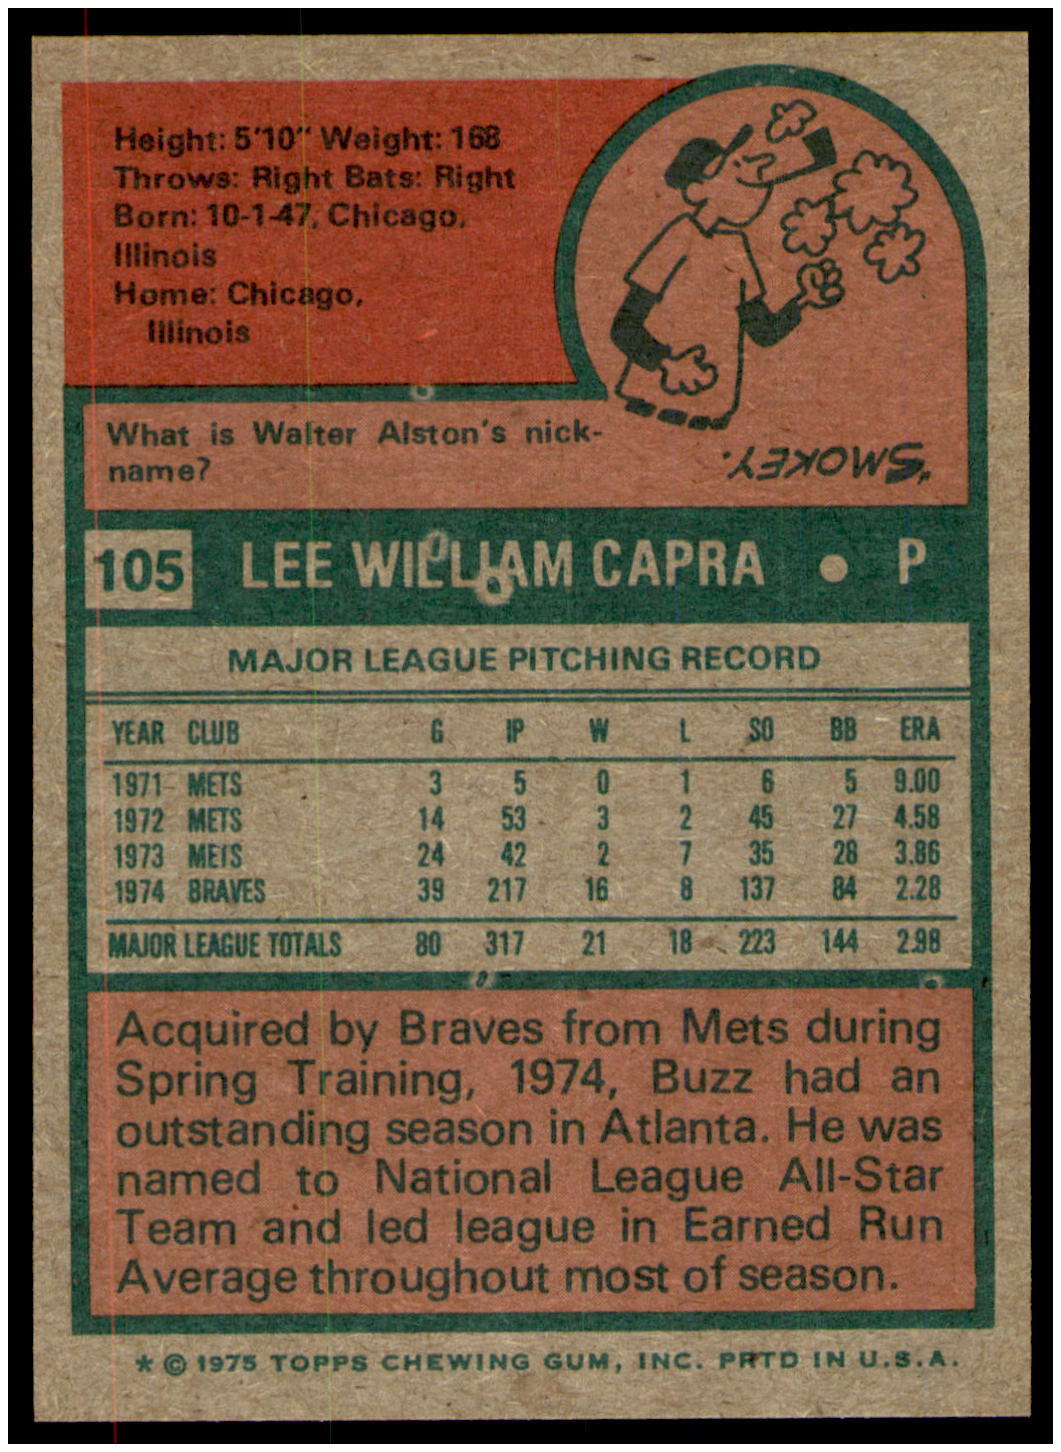 Height: 5'10" Weight: 168
Throws: Right Bats: Right
Born: 10-1-47, Chicago,
Illinois
Home: Chicago,
Illinois
What is Walter Alston's nick-
name?
"SMOKEY.
105 LEE WILLIAM CAPRA • P
MAJOR LEAGUE PITCHING RECORD
YEAR CLUB G IP W L SO BB ERA
1971 METS 3 5 0 1 6 5 9.00
1972 METS 14 53 3 2 45 27 4.58
1973 METS 24 42 2 7 35 28 3.86
1974 BRAVES 39 217 16 8 137 84 2.28
MAJOR LEAGUE TOTALS 80 317 21 18 223 144 2.98
Acquired by Braves from Mets during
Spring Training, 1974, Buzz had an
outstanding season in Atlanta. He was
named to National League All-Star
Team and led league in Earned Run
Average throughout most of season.
* © 1975 TOPPS CHEWING GUM, INC. PRTD IN U.S.A.